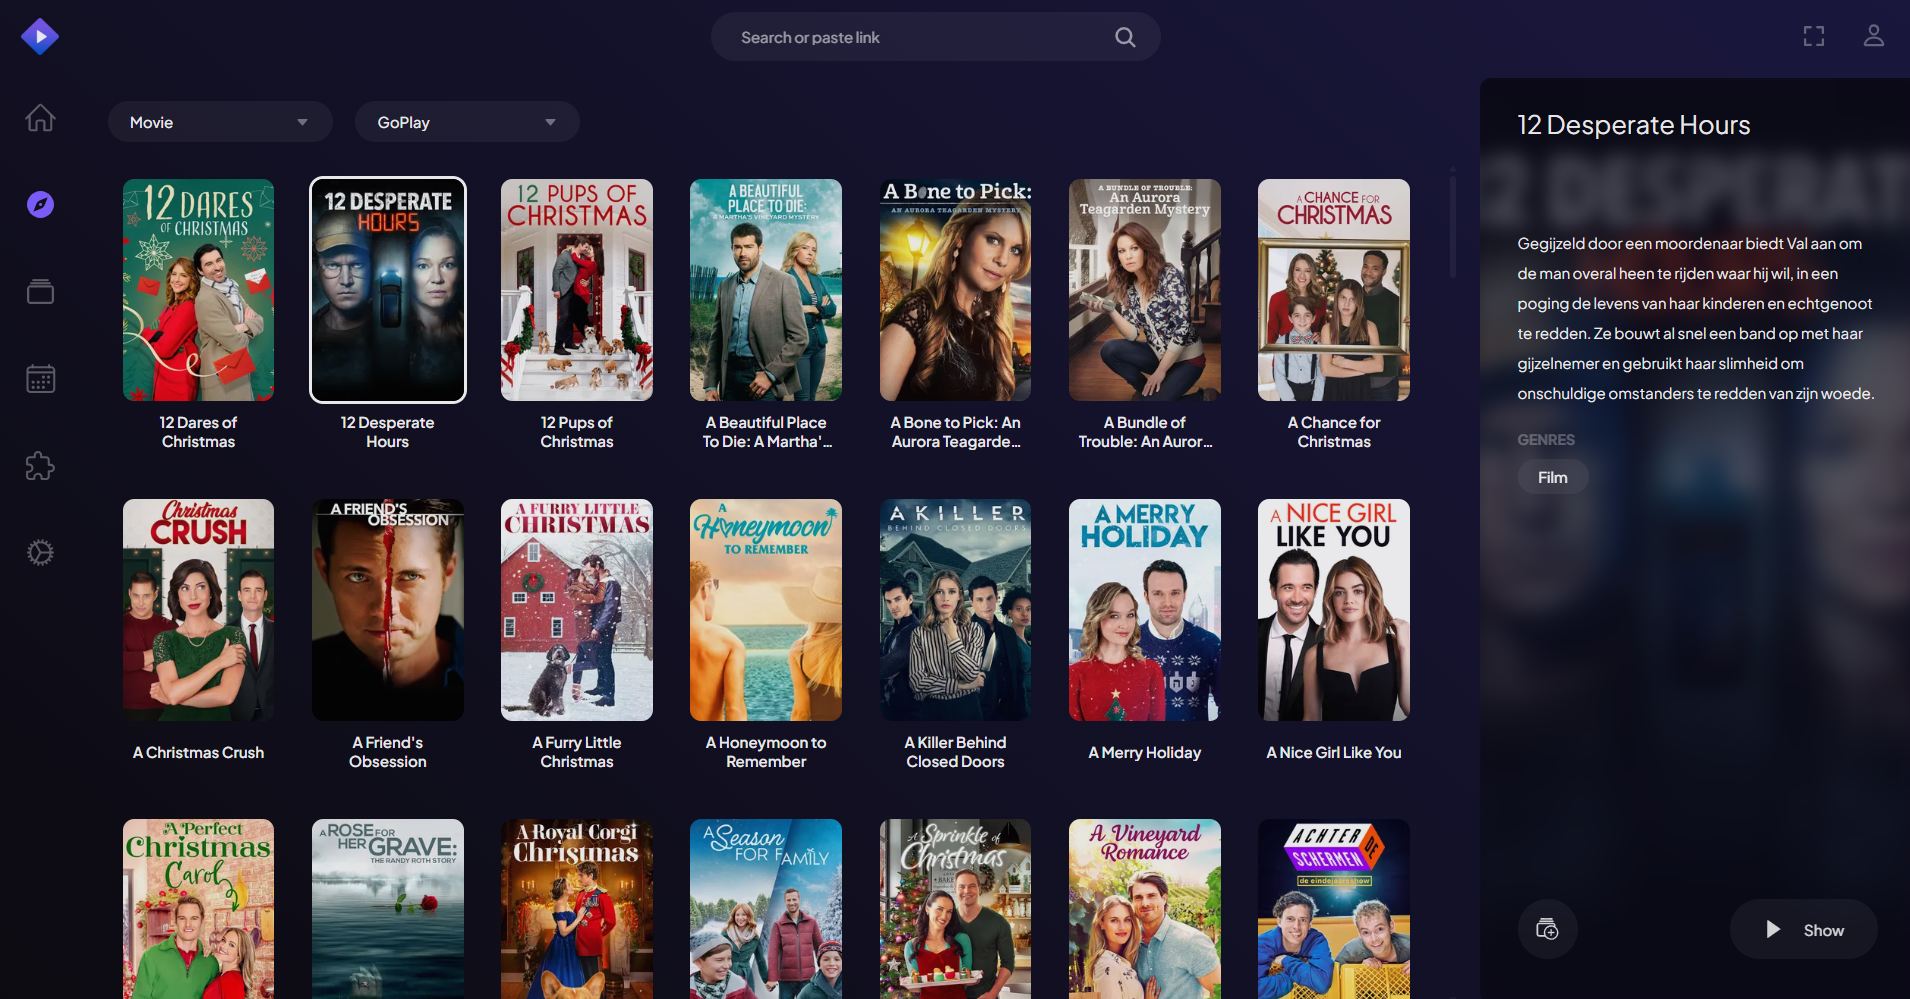 Search or paste link
Movie
GoPlay
12 DARES
OF CHRISTMAS
12 DESPERATE
HOURS
12 PUPS OF
CHRISTMAS
A BEAUTIFUL
PLACE TO DIE:
A MARTHA'S VINEYARD MYSTERY
A Bone to Pick:
AN AURORA TEAGARDEN MYSTERY
A BUNDLE OF TROUBLE:
An Aurora
Teagarden Mystery
A CHANCE FOR
CHRISTMAS
12 Dares of
Christmas
12 Desperate
Hours
12 Pups of
Christmas
A Beautiful Place
To Die: A Martha'...
A Bone to Pick: An
Aurora Teagarde...
A Bundle of
Trouble: An Auror...
A Chance for
Christmas
Christmas
CRUSH
A FRIEND'S
OBSESSION
A FURRY LITTLE
CHRISTMAS
A
Honeymoon
TO REMEMBER
A KILLER
BEHIND CLOSED DOORS
A MERRY
HOLIDAY
A NICE GIRL
LIKE YOU
A Christmas Crush
A Friend's
Obsession
A Furry Little
Christmas
A Honeymoon to
Remember
A Killer Behind
Closed Doors
A Merry Holiday
A Nice Girl Like You
A Perfect
Christmas
Carol
A ROSE FOR
HER GRAVE:
THE RANDY ROTH STORY
A Royal Corgi
Christmas
A Season
FOR FAMILY
A Sprinkle of
Christmas
A Vineyard
Romance
ACHTER DE
SCHERMEN
de eindejaarsshow
12 Desperate Hours
Gegijzeld door een moordenaar biedt Val aan om
de man overal heen te rijden waar hij wil, in een
poging de levens van haar kinderen en echtgenoot
te redden. Ze bouwt al snel een band op met haar
gijzelnemer en gebruikt haar slimheid om
onschuldige omstanders te redden van zijn woede.
GENRES
Film
Show